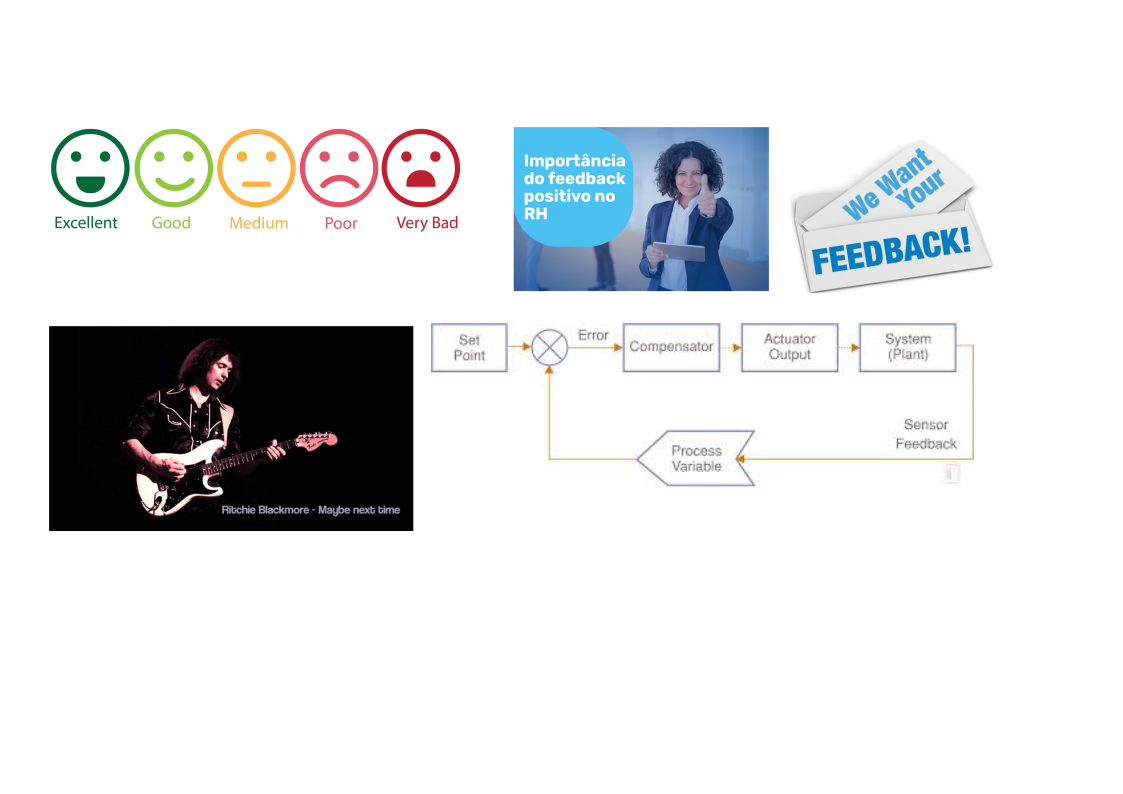 Excellent
Good
Medium
Poor
Very Bad
Importância
do feedback
positivo no
RH
We Want
Your
FEEDBACK!
Ritchie Blackmore - Maybe next time
Set
Point
Error
Compensator
Actuator
Output
System
(Plant)
Sensor
Feedback
Process
Variable